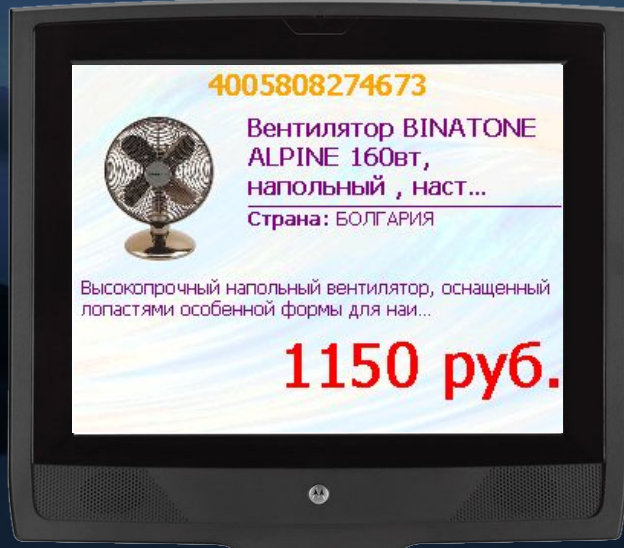 4005808274673
Вентилятор BINATONE
ALPINE 160вт,
напольный , наст...
Страна: БОЛГАРИЯ
Высокопрочный напольный вентилятор, оснащенный
лопастями особенной формы для наи...
1150 руб.